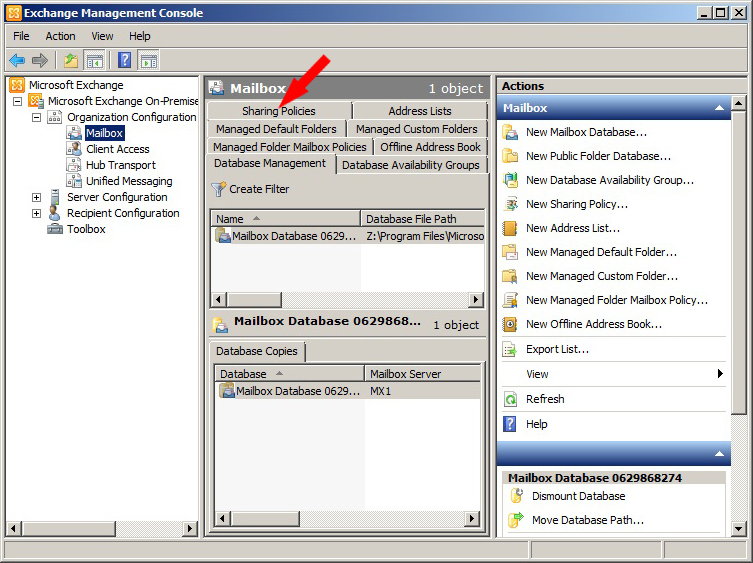 Exchange Management Console
File Action View Help
Microsoft Exchange
Microsoft Exchange On-Premise
Organization Configuration
Mailbox
Client Access
Hub Transport
Unified Messaging
Server Configuration
Recipient Configuration
Toolbox
Mailbox 1 object
Sharing Policies Address Lists
Managed Default Folders Managed Custom Folders
Managed Folder Mailbox Policies Offline Address Book
Database Management Database Availability Groups
Create Filter
Name Database File Path
Mailbox Database 0629... Z:\Program Files\Microso
Mailbox Database 0629868... 1 object
Database Copies
Database Mailbox Server
Mailbox Database 0629... MX1
Actions
Mailbox
New Mailbox Database...
New Public Folder Database...
New Database Availability Group...
New Sharing Policy...
New Address List...
New Managed Default Folder...
New Managed Custom Folder...
New Managed Folder Mailbox Policy...
New Offline Address Book...
Export List...
View
Refresh
Help
Mailbox Database 0629868274
Dismount Database
Move Database Path...